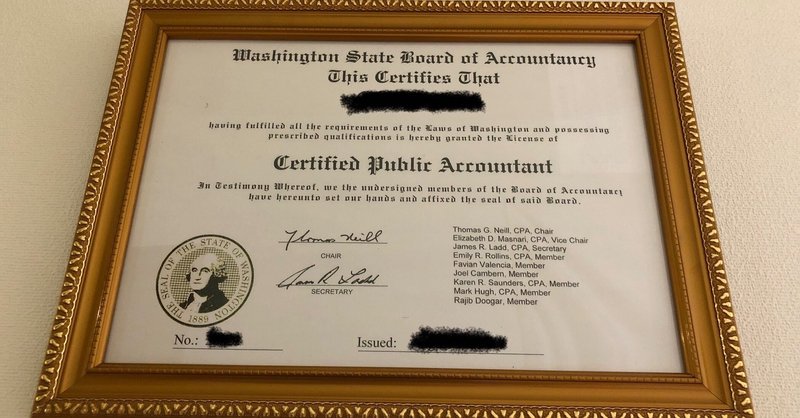 Washington State Board of Accountancy
This Certifies That
having fulfilled all the requirements of the Laws of Washington and possessing
prescribed qualifications is hereby granted the License of
Certified Public Accountant
In Testimony Whereof, we the undersigned members of the Board of Accountancy
have hereunto set our hands and affixed the seal of said Board.
Thomas Neill
CHAIR
James R. Ladd
SECRETARY
Thomas G. Neill, CPA, Chair
Elizabeth D. Masnari, CPA, Vice Chair
James R. Ladd, CPA, Secretary
Emily R. Rollins, CPA, Member
Favian Valencia, Member
Joel Cambern, Member
Karen R. Saunders, CPA, Member
Mark Hugh, CPA, Member
Rajib Doogar, Member
THE SEAL OF THE STATE OF WASHINGTON
1889
No.:
Issued: